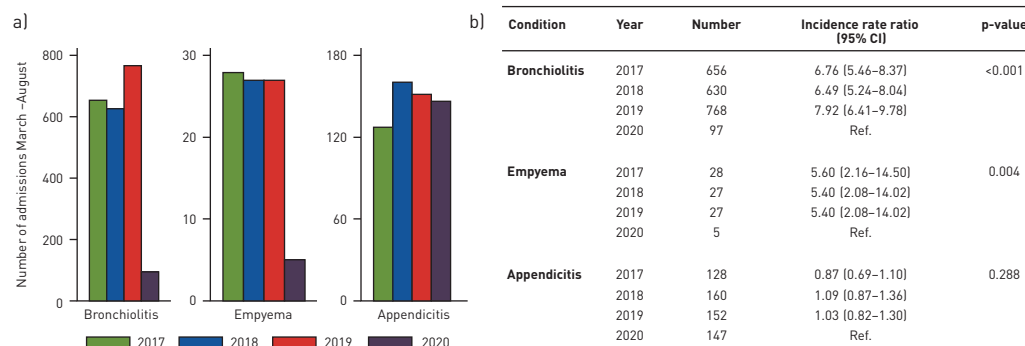 a)
Number of admissions March–August
800
600
400
200
0
Bronchiolitis
30
20
10
0
Empyema
180
120
60
0
Appendicitis
2017 2018 2019 2020
b)
Condition Year Number Incidence rate ratio (95% CI) p-value
Bronchiolitis 2017 656 6.76 (5.46–8.37) <0.001
2018 630 6.49 (5.24–8.04)
2019 768 7.92 (6.41–9.78)
2020 97 Ref.
Empyema 2017 28 5.60 (2.16–14.50) 0.004
2018 27 5.40 (2.08–14.02)
2019 27 5.40 (2.08–14.02)
2020 5 Ref.
Appendicitis 2017 128 0.87 (0.69–1.10) 0.288
2018 160 1.09 (0.87–1.36)
2019 152 1.03 (0.82–1.30)
2020 147 Ref.